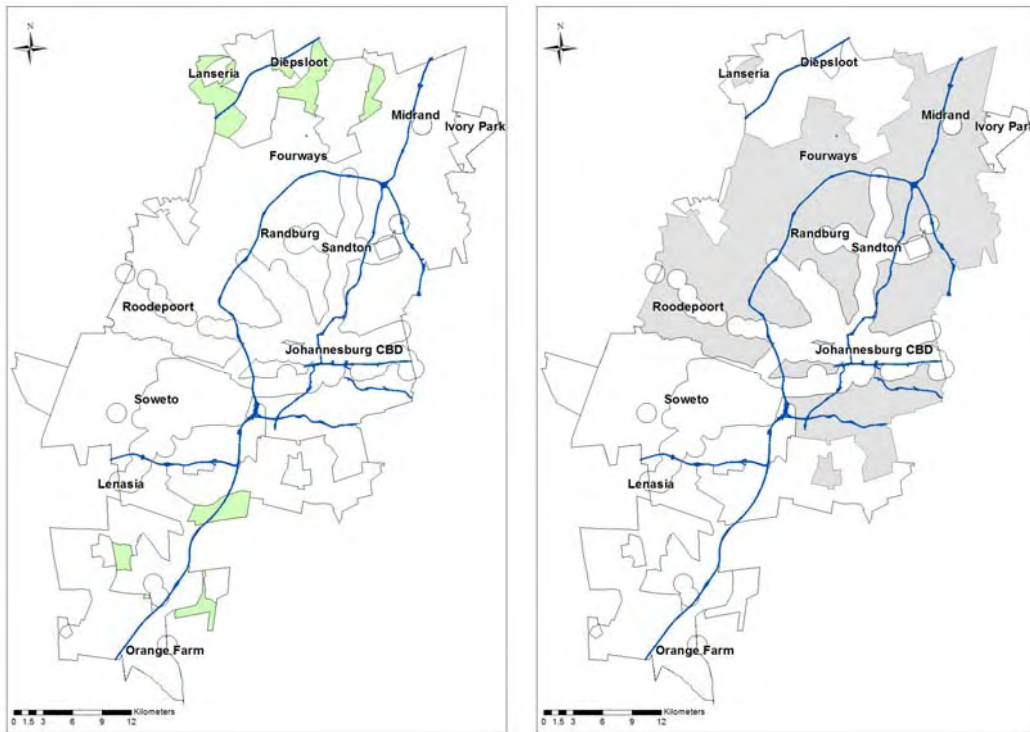 N
Diepsloot
Lanseria
Midrand
Ivory Park
Fourways
Randburg
Sandton
Roodepoort
Johannesburg CBD
Soweto
Lenasia
Orange Farm
Kilometers
0 1,5 3 6 9 12
N
Diepsloot
Lanseria
Midrand
Ivory Park
Fourways
Randburg
Sandton
Roodepoort
Johannesburg CBD
Soweto
Lenasia
Orange Farm
Kilometers
0 1,5 3 6 9 12